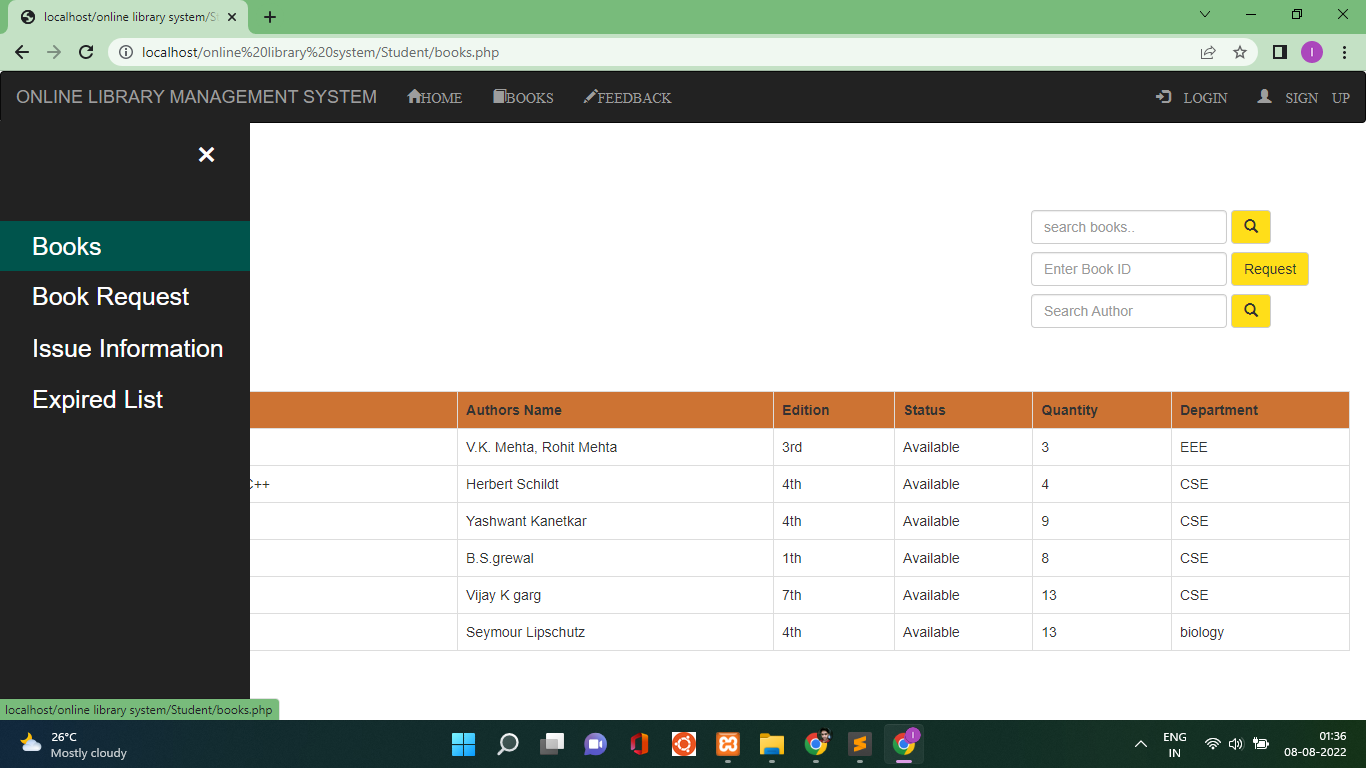 localhost/online library system/S
localhost/online%20library%20system/Student/books.php
I
ONLINE LIBRARY MANAGEMENT SYSTEM HOME BOOKS FEEDBACK LOGIN SIGN UP
×
Books
Book Request
Issue Information
Expired List
search books..
Enter Book ID Request
Search Author
Authors Name Edition Status Quantity Department
V.K. Mehta, Rohit Mehta 3rd Available 3 EEE
C++ Herbert Schildt 4th Available 4 CSE
Yashwant Kanetkar 4th Available 9 CSE
B.S.grewal 1th Available 8 CSE
Vijay K garg 7th Available 13 CSE
Seymour Lipschutz 4th Available 13 biology
localhost/online library system/Student/books.php
26°C
Mostly cloudy
I
ENG
IN
01:36
08-08-2022